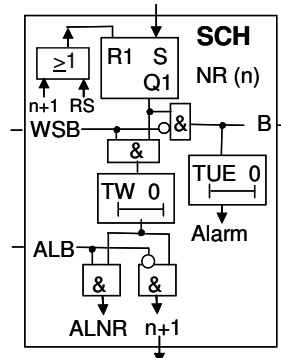 SCH
R1 S
Q1
NR (n)
≥1
n+1 RS
WSB
&
B
&
TW 0
TUE 0
Alarm
ALB
&
&
ALNR
n+1